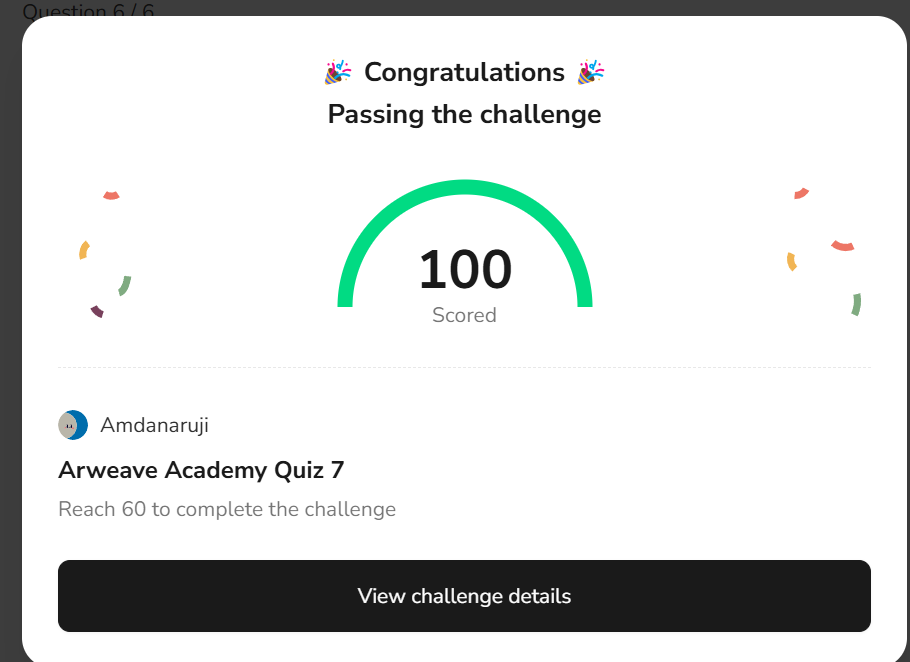 Question 6 / 6
🎉 Congratulations 🎉
Passing the challenge
100
Scored
Amdanaruji
Arweave Academy Quiz 7
Reach 60 to complete the challenge
View challenge details